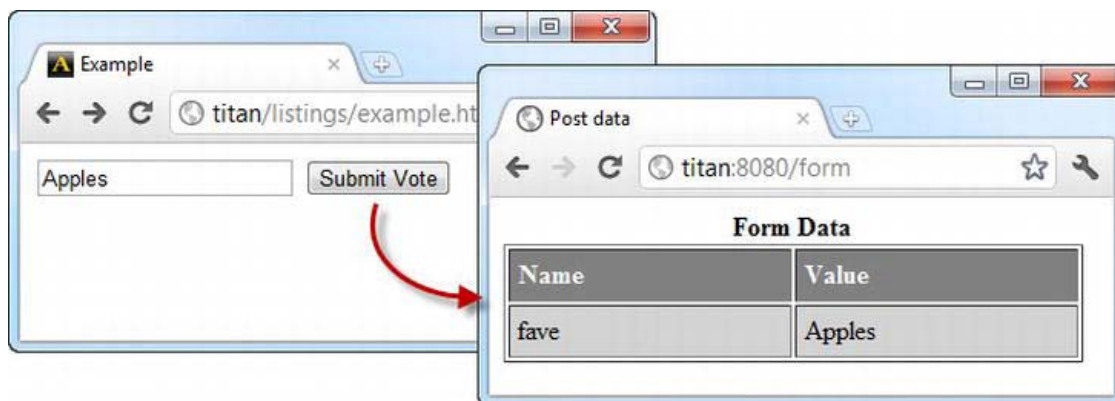 Example
titan/listings/example.ht
Apples
Submit Vote
Post data
titan:8080/form
Form Data
Name Value
fave Apples